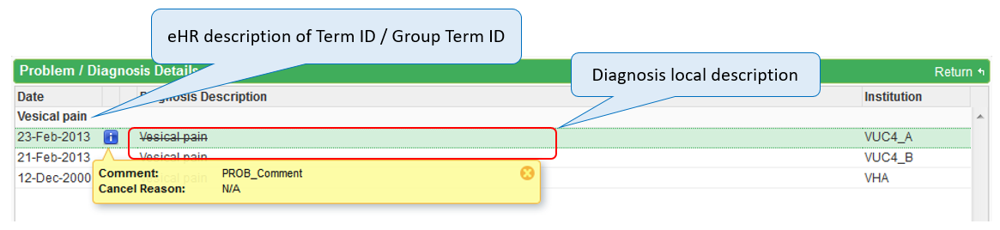 eHR description of Term ID / Group Term ID
Problem / Diagnosis Details
Return
Diagnosis local description
Date Diagnosis Description Institution
Vesical pain
23-Feb-2013 Vesical pain VUC4_A
21-Feb-2013 Vesical pain VUC4_B
12-Dec-2000 VHA
Comment: PROB_Comment
Cancel Reason: N/A